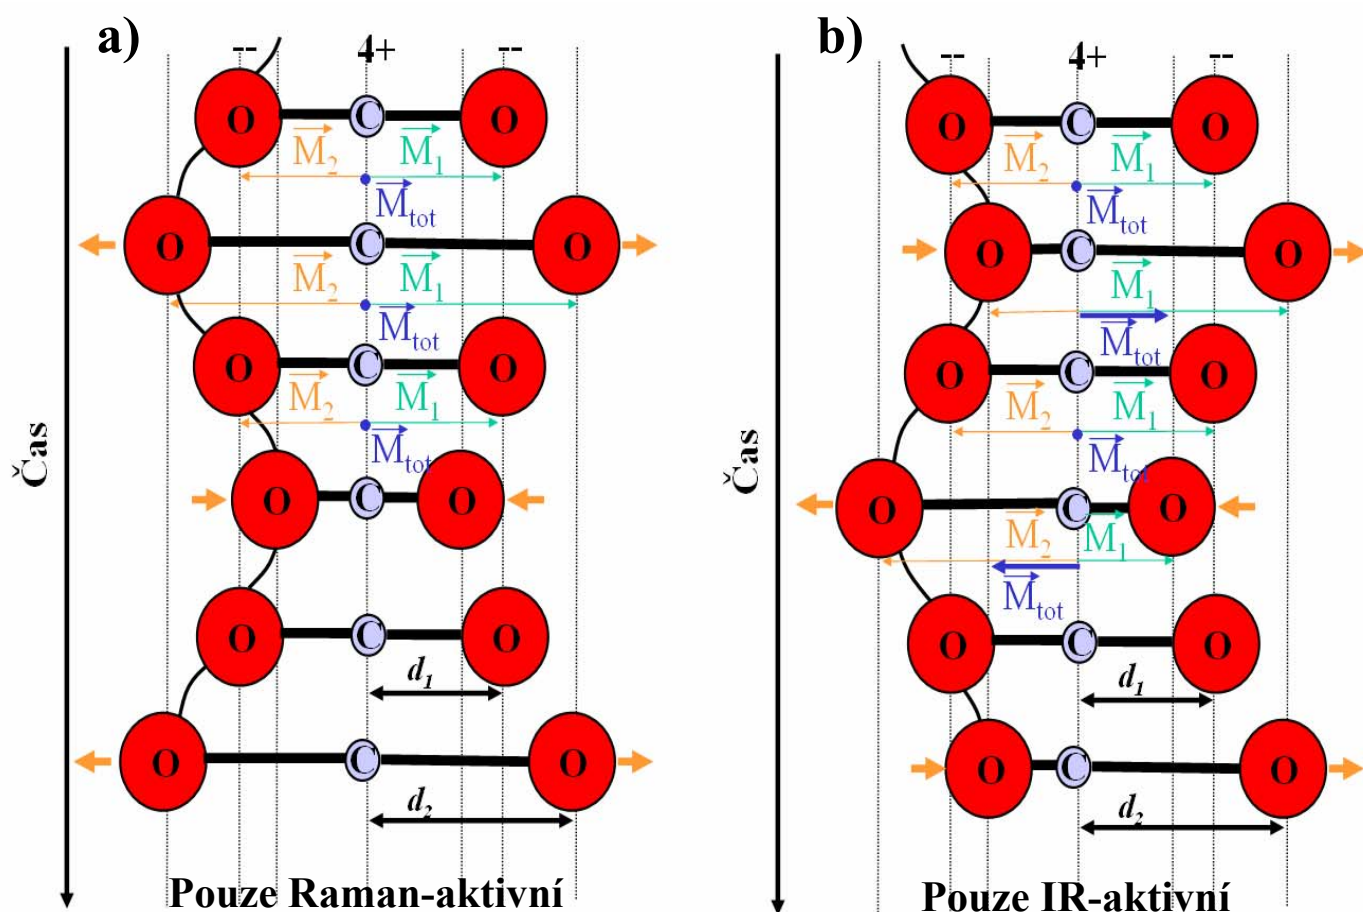 a)
-- 4+ --
O C O
M₂ M₁
Mtot
O C O
M₂ M₁
Mtot
O C O
M₂ M₁
Mtot
O C O
O C O
d₁
O C O
d₂
Čas
Pouze Raman-aktivní
b)
-- 4+ --
O C O
M₂ M₁
Mtot
O C O
M₁
Mtot
O C O
M₂ M₁
Mtot
O C O
M₂ M₁
Mtot
O C O
d₁
O C O
d₂
Čas
Pouze IR-aktivní